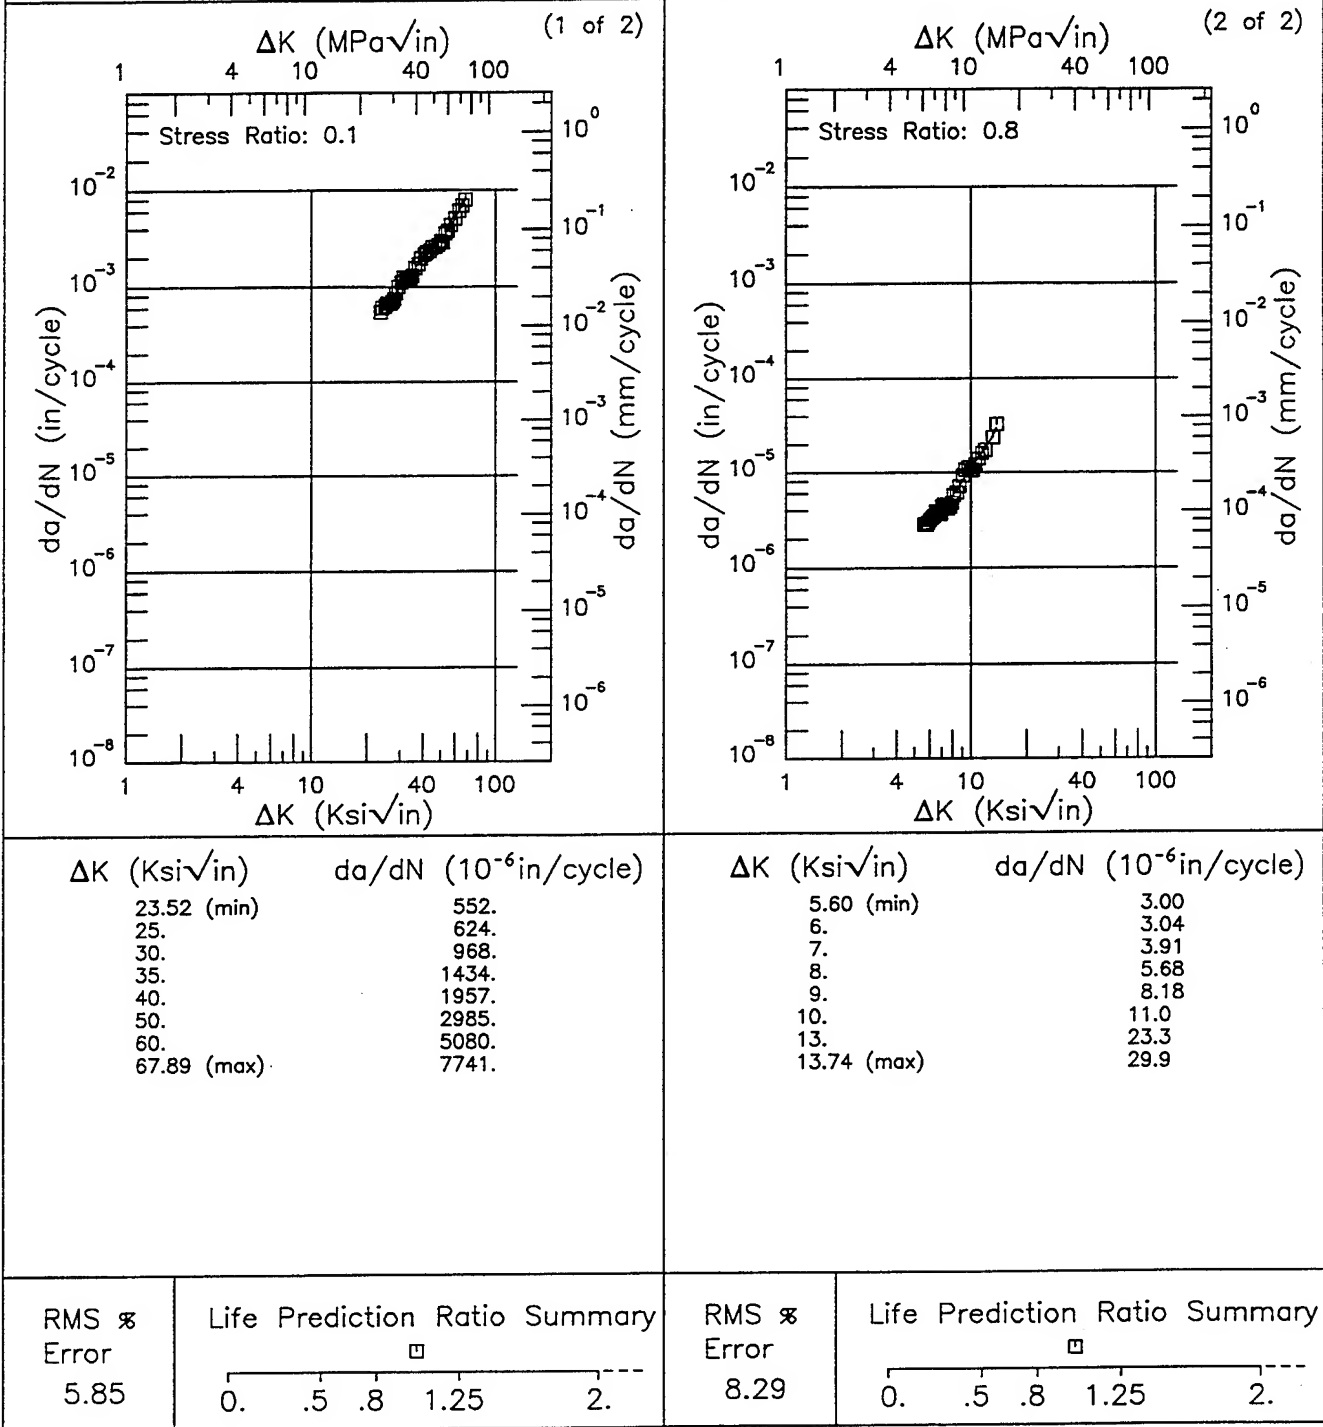 (1 of 2)
ΔK (MPa√in)
1 4 10 40 100
Stress Ratio: 0.1
10⁰
10⁻²
10⁻¹
10⁻³
10⁻²
10⁻⁴
10⁻³
10⁻⁵
10⁻⁴
10⁻⁶
10⁻⁵
10⁻⁷
10⁻⁶
10⁻⁸
da/dN (in/cycle)
da/dN (mm/cycle)
1 4 10 40 100
ΔK (Ksi√in)
ΔK (Ksi√in) da/dN (10⁻⁶in/cycle)
23.52 (min) 552.
25. 624.
30. 968.
35. 1434.
40. 1957.
50. 2985.
60. 5080.
67.89 (max) 7741.
RMS %
Error
5.85
Life Prediction Ratio Summary
0. .5 .8 1.25 2.
(2 of 2)
ΔK (MPa√in)
1 4 10 40 100
Stress Ratio: 0.8
10⁰
10⁻²
10⁻¹
10⁻³
10⁻²
10⁻⁴
10⁻³
10⁻⁵
10⁻⁴
10⁻⁶
10⁻⁵
10⁻⁷
10⁻⁶
10⁻⁸
da/dN (in/cycle)
da/dN (mm/cycle)
1 4 10 40 100
ΔK (Ksi√in)
ΔK (Ksi√in) da/dN (10⁻⁶in/cycle)
5.60 (min) 3.00
6. 3.04
7. 3.91
8. 5.68
9. 8.18
10. 11.0
13. 23.3
13.74 (max) 29.9
RMS %
Error
8.29
Life Prediction Ratio Summary
0. .5 .8 1.25 2.